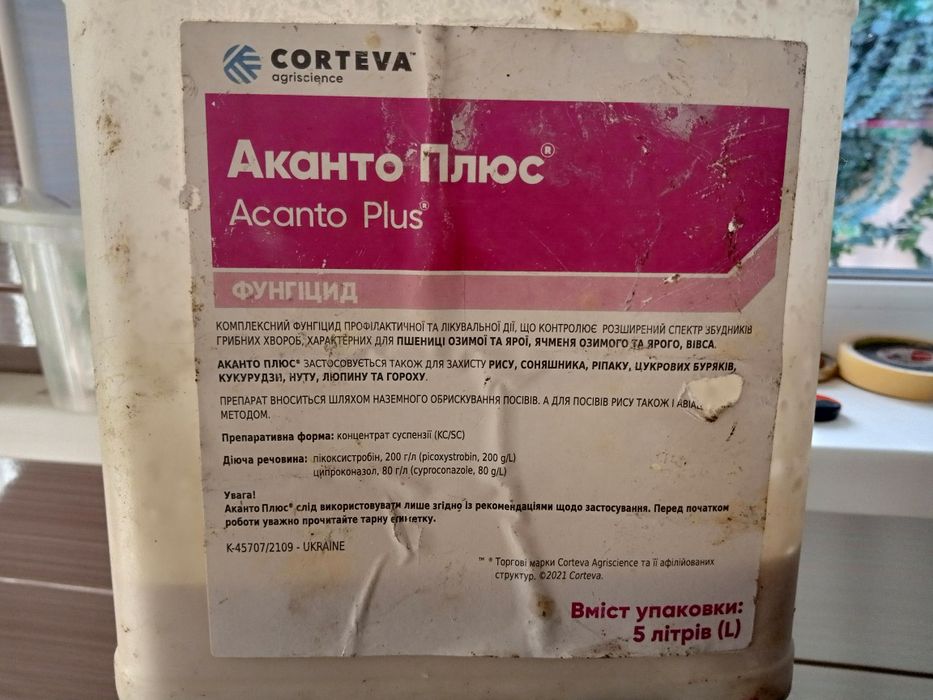 CORTEVA™
agriscience
Аканто Плюс®
Acanto Plus®
ФУНГІЦИД
КОМПЛЕКСНИЙ ФУНГІЦИД ПРОФІЛАКТИЧНОЇ ТА ЛІКУВАЛЬНОЇ ДІЇ, ЩО КОНТРОЛЮЄ РОЗШИРЕНИЙ СПЕКТР ЗБУДНИКІВ
ГРИБНИХ ХВОРОБ, ХАРАКТЕРНИХ ДЛЯ ПШЕНИЦІ ОЗИМОЇ ТА ЯРОЇ, ЯЧМЕНЯ ОЗИМОГО ТА ЯРОГО, ВІВСА.
АКАНТО ПЛЮС® ЗАСТОСОВУЄТЬСЯ ТАКОЖ ДЛЯ ЗАХИСТУ РИСУ, СОНЯШНИКА, РІПАКУ, ЦУКРОВИХ БУРЯКІВ,
КУКУРУДЗИ, НУТУ, ЛЮПИНУ ТА ГОРОХУ.
ПРЕПАРАТ ВНОСИТЬСЯ ШЛЯХОМ НАЗЕМНОГО ОБРИСКУВАННЯ ПОСІВІВ. А ДЛЯ ПОСІВІВ РИСУ ТАКОЖ І
МЕТОДОМ.
Препаративна форма: концентрат суспензії (КС/SC)
Діюча речовина: пікоксистробін, 200 г/л (picoxystrobin, 200 g/L)
ципроконазол, 80 г/л (cyproconazole, 80 g/L)
Увага!
Аканто Плюс® слід використовувати лише згідно із рекомендаціями щодо застосування. Перед початком
роботи уважно прочитайте тарну етикетку.
K-45707/2109 - UKRAINE
™ ® Торгові марки Corteva Agriscience та її афілійованих
структур. ©2021 Corteva.
Вміст упаковки:
5 літрів (L)